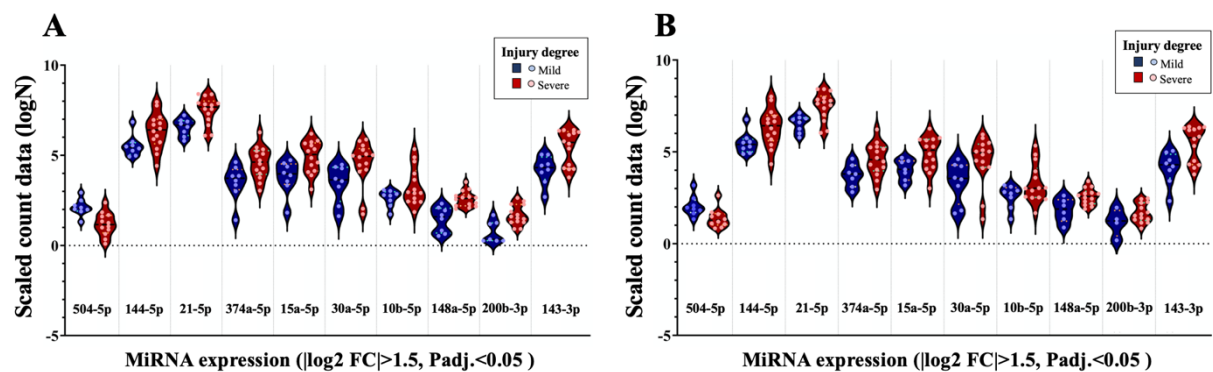 A
Scaled count data (logN)
10
5
0
-5
Injury degree
Mild
Severe
504-5p 144-5p 21-5p 374a-5p 15a-5p 30a-5p 10b-5p 148a-5p 200b-3p 143-3p
MiRNA expression (|log2 FC|>1.5, Padj.<0.05 )
B
Scaled count data (logN)
10
5
0
-5
Injury degree
Mild
Severe
504-5p 144-5p 21-5p 374a-5p 15a-5p 30a-5p 10b-5p 148a-5p 200b-3p 143-3p
MiRNA expression (|log2 FC|>1.5, Padj.<0.05 )